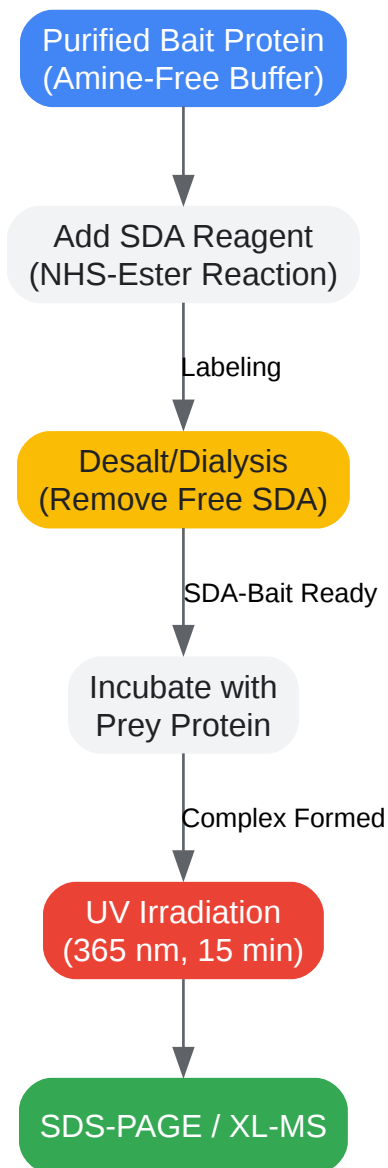 Purified Bait Protein
(Amine-Free Buffer)
Add SDA Reagent
(NHS-Ester Reaction)
Labeling
Desalt/Dialysis
(Remove Free SDA)
SDA-Bait Ready
Incubate with
Prey Protein
Complex Formed
UV Irradiation
(365 nm, 15 min)
SDS-PAGE / XL-MS